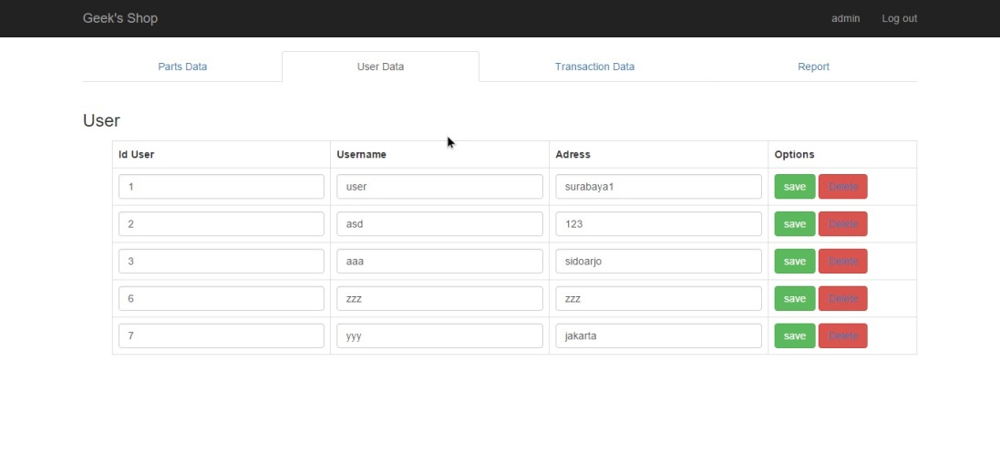 Geek's Shop admin Log out
Parts Data User Data Transaction Data Report
User
Id User Username Adress Options
1 user surabaya1 save Delete
2 asd 123 save Delete
3 aaa sidoarjo save Delete
6 zzz zzz save Delete
7 yyy jakarta save Delete